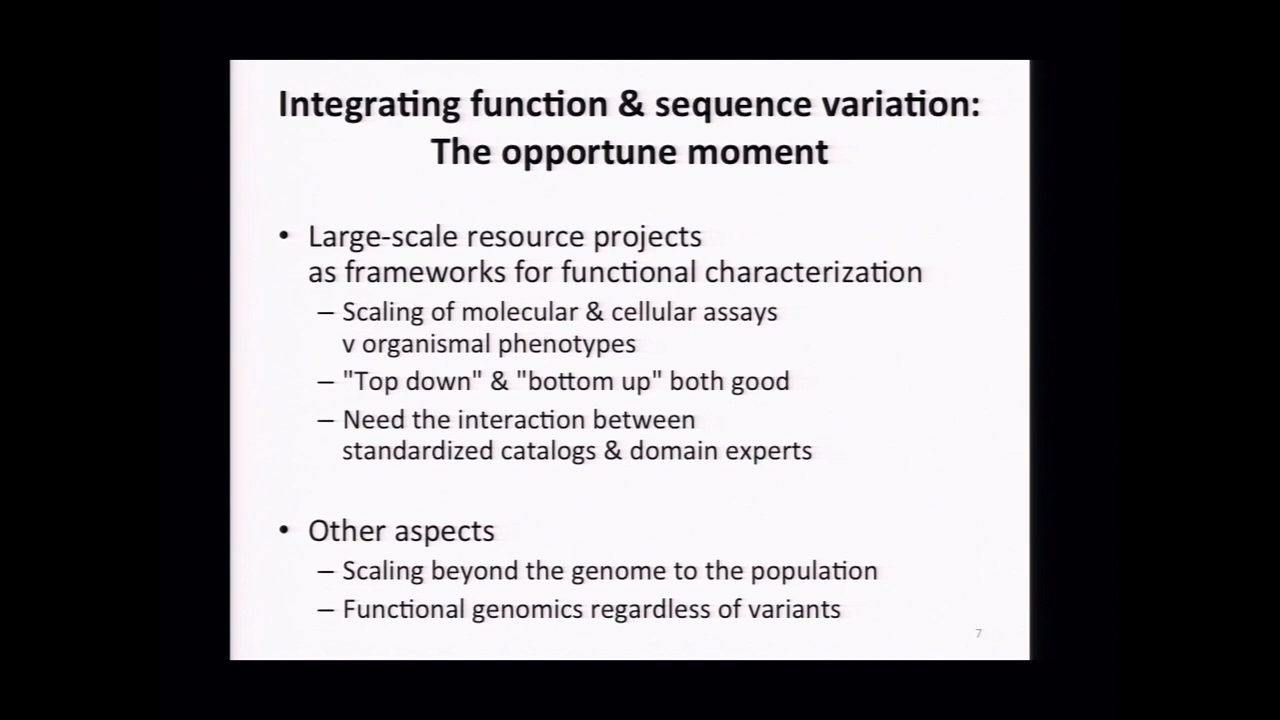 Integrating function & sequence variation:
The opportune moment
• Large-scale resource projects
as frameworks for functional characterization
– Scaling of molecular & cellular assays
v organismal phenotypes
– "Top down" & "bottom up" both good
– Need the interaction between
standardized catalogs & domain experts
• Other aspects
– Scaling beyond the genome to the population
– Functional genomics regardless of variants
7